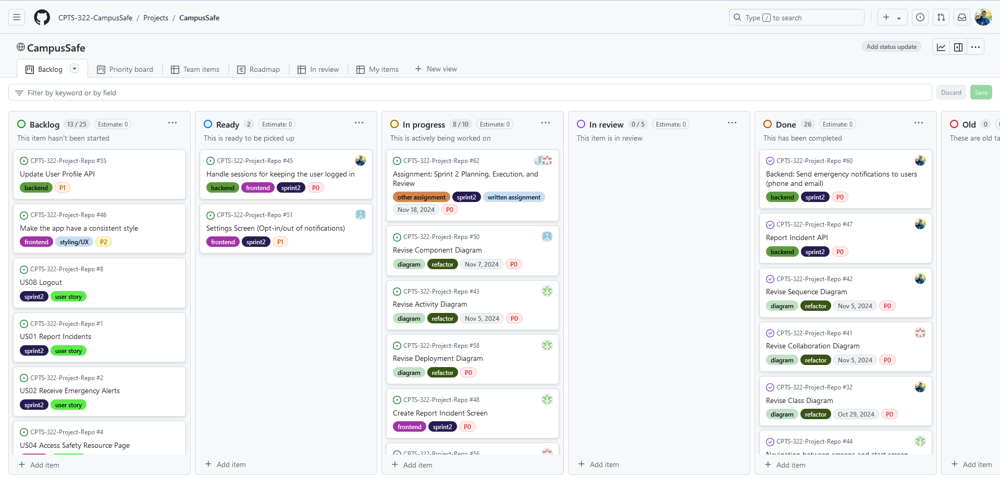 CPTS-322-CampusSafe / Projects / CampusSafe
Type / to search
CampusSafe
Add status update
Backlog
Priority board
Team items
Roadmap
In review
My items
New view
Filter by keyword or by field
Discard
Save
Backlog 13 / 25 Estimate: 0
This item hasn't been started
CPTS-322-Project-Repo #55
Update User Profile API
backend P1
CPTS-322-Project-Repo #46
Make the app have a consistent style
frontend styling/UX P2
CPTS-322-Project-Repo #8
US08 Logout
sprint2 user story
CPTS-322-Project-Repo #1
US01 Report Incidents
sprint2 user story
CPTS-322-Project-Repo #2
US02 Receive Emergency Alerts
sprint2 user story
CPTS-322-Project-Repo #4
US04 Access Safety Resource Page
Add item
Ready 2 Estimate: 0
This is ready to be picked up
CPTS-322-Project-Repo #45
Handle sessions for keeping the user logged in
backend frontend sprint2 P0
CPTS-322-Project-Repo #51
Settings Screen (Opt-in/out of notifications)
frontend sprint2 P1
Add item
In progress 8 / 10 Estimate: 0
This is actively being worked on
CPTS-322-Project-Repo #62
Assignment: Sprint 2 Planning, Execution, and
Review
other assignment sprint2 written assignment
Nov 18, 2024 P0
CPTS-322-Project-Repo #50
Revise Component Diagram
diagram refactor Nov 7, 2024 P0
CPTS-322-Project-Repo #43
Revise Activity Diagram
diagram refactor Nov 5, 2024 P0
CPTS-322-Project-Repo #58
Revise Deployment Diagram
diagram refactor P0
CPTS-322-Project-Repo #48
Create Report Incident Screen
frontend sprint2 P0
CPTS-322-Project-Repo #56
Add item
In review 0 / 5 Estimate: 0
This item is in review
Add item
Done 26 Estimate: 0
This has been completed
CPTS-322-Project-Repo #60
Backend: Send emergency notifications to users
(phone and email)
backend sprint2 P0
CPTS-322-Project-Repo #47
Report Incident API
backend sprint2 P0
CPTS-322-Project-Repo #42
Revise Sequence Diagram
diagram refactor Nov 5, 2024 P0
CPTS-322-Project-Repo #41
Revise Collaboration Diagram
diagram refactor Nov 5, 2024 P0
CPTS-322-Project-Repo #32
Revise Class Diagram
diagram refactor Oct 29, 2024 P0
CPTS-322-Project-Repo #44
Navigation between screens and start screen
Add item
Old 0
These are old ta
Add item